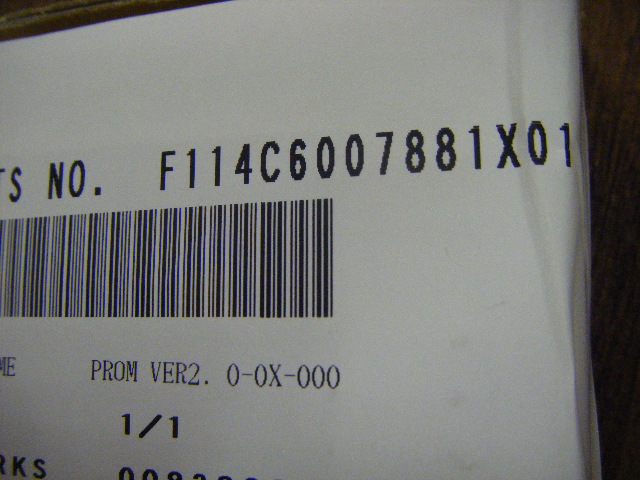 TS NO. F114C6007881X01
ME PROM VER2. 0-0X-000
1/1
RKS